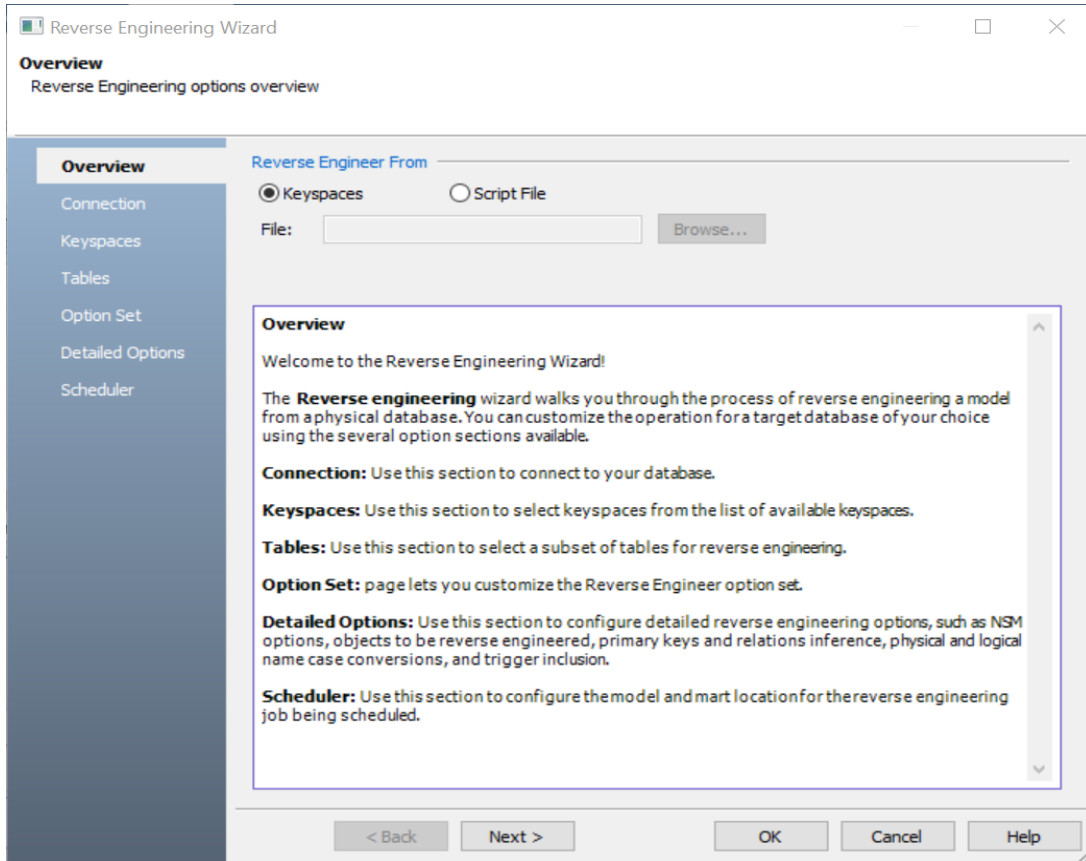 Reverse Engineering Wizard
Overview
Reverse Engineering options overview
Overview
Connection
Keyspaces
Tables
Option Set
Detailed Options
Scheduler
Reverse Engineer From
Keyspaces
Script File
File:
Browse...
Overview
Welcome to the Reverse Engineering Wizard!
The Reverse engineering wizard walks you through the process of reverse engineering a model
from a physical database. You can customize the operation for a target database of your choice
using the several option sections available.
Connection: Use this section to connect to your database.
Keyspaces: Use this section to select keyspaces from the list of available keyspaces.
Tables: Use this section to select a subset of tables for reverse engineering.
Option Set: page lets you customize the Reverse Engineer option set.
Detailed Options: Use this section to configure detailed reverse engineering options, such as NSM
options, objects to be reverse engineered, primary keys and relations inference, physical and logical
name case conversions, and trigger inclusion.
Scheduler: Use this section to configure the model and mart location for the reverse engineering
job being scheduled.
< Back
Next >
OK
Cancel
Help